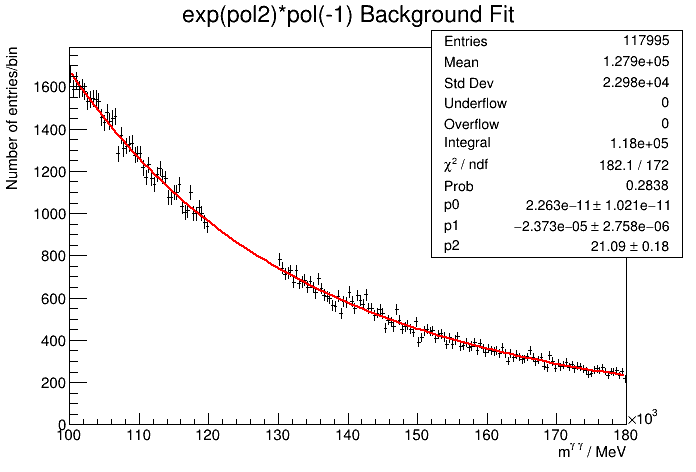 exp(pol2)*pol(-1) Background Fit
Entries 117995
Mean 1.279e+05
Std Dev 2.298e+04
Underflow 0
Overflow 0
Integral 1.18e+05
χ² / ndf 182.1 / 172
Prob 0.2838
p0 2.263e−11 ± 1.021e−11
p1 −2.373e−05 ± 2.758e−06
p2 21.09 ± 0.18
Number of entries/bin
1600
1400
1200
1000
800
600
400
200
0
100 110 120 130 140 150 160 170 180
×10³
m^γγ / MeV